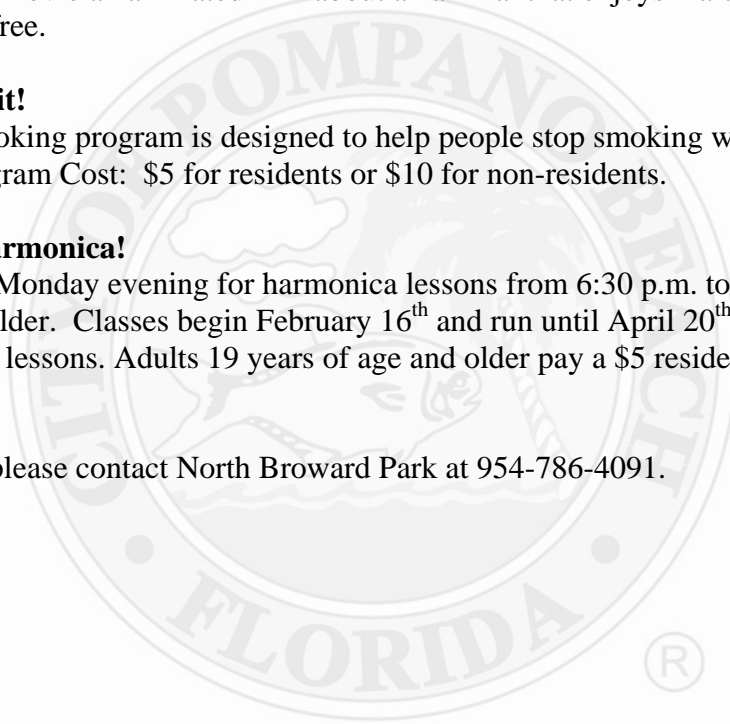 ree.
it!
oking program is designed to help people stop smoking w
gram Cost: $5 for residents or $10 for non-residents.
armonica!
Monday evening for harmonica lessons from 6:30 p.m. to
lder. Classes begin February 16th and run until April 20th
lessons. Adults 19 years of age and older pay a $5 reside
please contact North Broward Park at 954-786-4091.
CITY OF POMPANO BEACH
FLORIDA
®